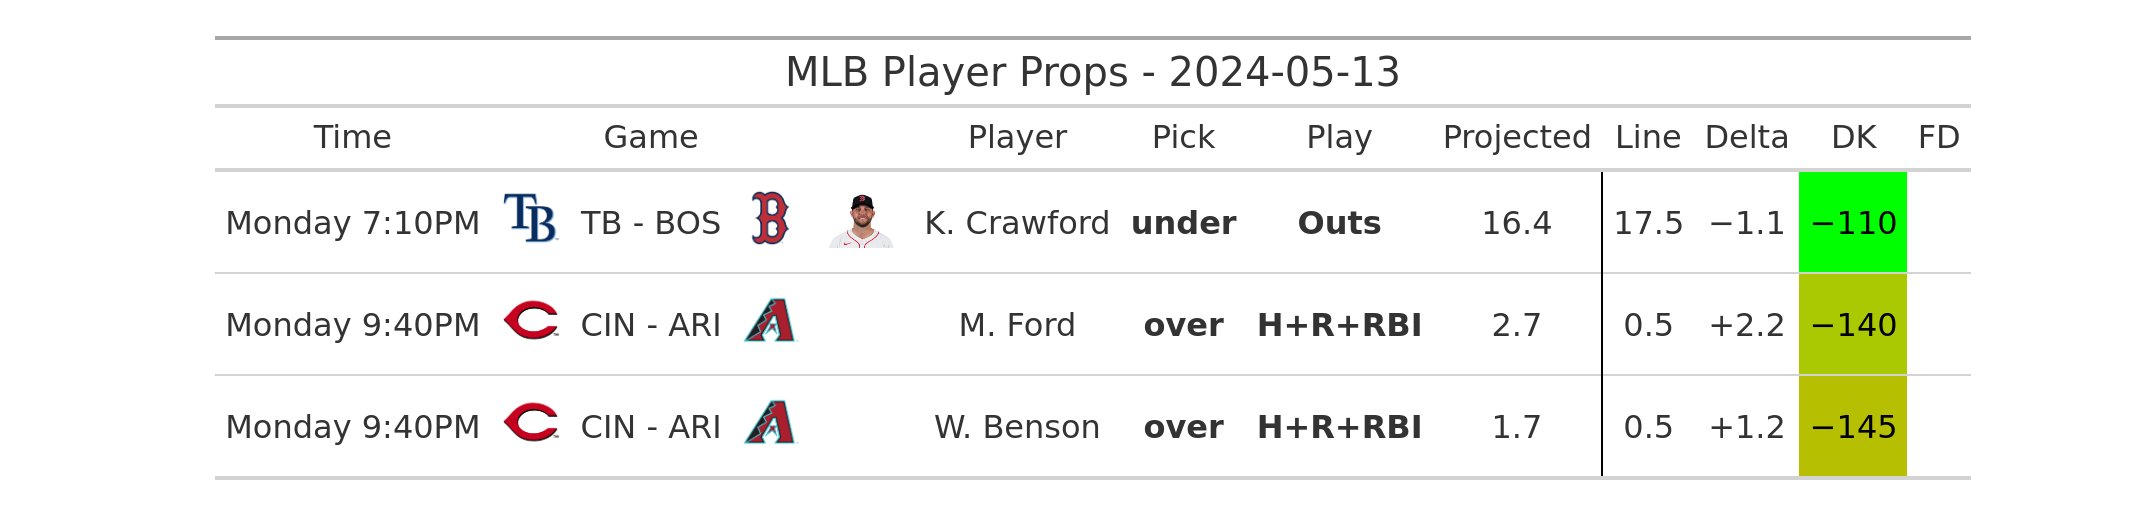 MLB Player Props - 2024-05-13
Time Game Player Pick Play Projected Line Delta DK FD
Monday 7:10PM TB TB - BOS B K. Crawford under Outs 16.4 17.5 −1.1 −110
Monday 9:40PM C CIN - ARI A M. Ford over H+R+RBI 2.7 0.5 +2.2 −140
Monday 9:40PM C CIN - ARI A W. Benson over H+R+RBI 1.7 0.5 +1.2 −145